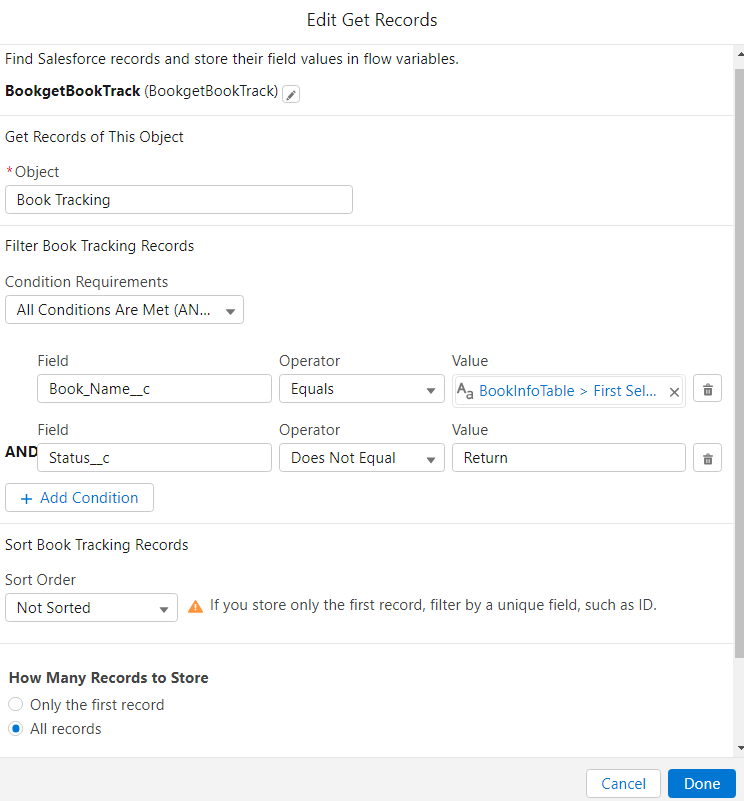 Edit Get Records
Find Salesforce records and store their field values in flow variables.
BookgetBookTrack (BookgetBookTrack)
Get Records of This Object
*Object
Book Tracking
Filter Book Tracking Records
Condition Requirements
All Conditions Are Met (AN...
Field Operator Value
Book_Name__c Equals Aa BookInfoTable > First Sel... ×
Field Operator Value
AND Status__c Does Not Equal Return
+ Add Condition
Sort Book Tracking Records
Sort Order
Not Sorted If you store only the first record, filter by a unique field, such as ID.
How Many Records to Store
Only the first record
All records
Cancel Done